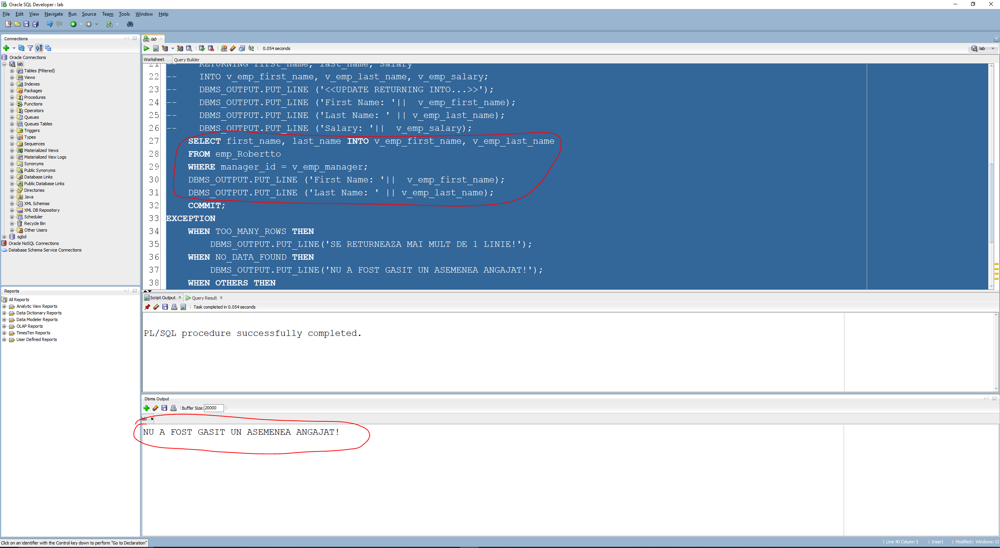 Oracle SQL Developer : lab
File Edit View Navigate Run Source Team Tools Window Help
Connections
Oracle Connections
lab
Tables (Filtered)
Views
Indexes
Packages
Procedures
Functions
Operators
Queues
Queues Tables
Triggers
Types
Sequences
Materialized Views
Materialized View Logs
Synonyms
Public Synonyms
Database Links
Public Database Links
Directories
Java
XML Schemas
XML DB Repository
Scheduler
Recycle Bin
Other Users
sgbd
Oracle NoSQL Connections
Database Schema Service Connections
Reports
All Reports
Analytic View Reports
Data Dictionary Reports
Data Modeler Reports
OLAP Reports
TimesTen Reports
User Defined Reports
lab
0.054 seconds
lab
Worksheet Query Builder
21 -- RETURNING first_name, last_name, salary
22 -- INTO v_emp_first_name, v_emp_last_name, v_emp_salary;
23 -- DBMS_OUTPUT.PUT_LINE ('<<UPDATE RETURNING INTO...>>');
24 -- DBMS_OUTPUT.PUT_LINE ('First Name: '||  v_emp_first_name);
25 -- DBMS_OUTPUT.PUT_LINE ('Last Name: ' || v_emp_last_name);
26 -- DBMS_OUTPUT.PUT_LINE ('Salary: '||  v_emp_salary);
27 SELECT first_name, last_name INTO v_emp_first_name, v_emp_last_name
28 FROM emp_Robertto
29 WHERE manager_id = v_emp_manager;
30 DBMS_OUTPUT.PUT_LINE ('First Name: '||  v_emp_first_name);
31 DBMS_OUTPUT.PUT_LINE ('Last Name: ' || v_emp_last_name);
32 COMMIT;
33 EXCEPTION
34 WHEN TOO_MANY_ROWS THEN
35 DBMS_OUTPUT.PUT_LINE('SE RETURNEAZA MAI MULT DE 1 LINIE!');
36 WHEN NO_DATA_FOUND THEN
37 DBMS_OUTPUT.PUT_LINE('NU A FOST GASIT UN ASEMENEA ANGAJAT!');
38 WHEN OTHERS THEN
Script Output x Query Result x
Task completed in 0.054 seconds
PL/SQL procedure successfully completed.
Dbms Output
Buffer Size: 20000
lab x
NU A FOST GASIT UN ASEMENEA ANGAJAT!
Click on an identifier with the Control key down to perform "Go to Declaration"
Line 40 Column 5 | Insert | Modified | Windows: CF